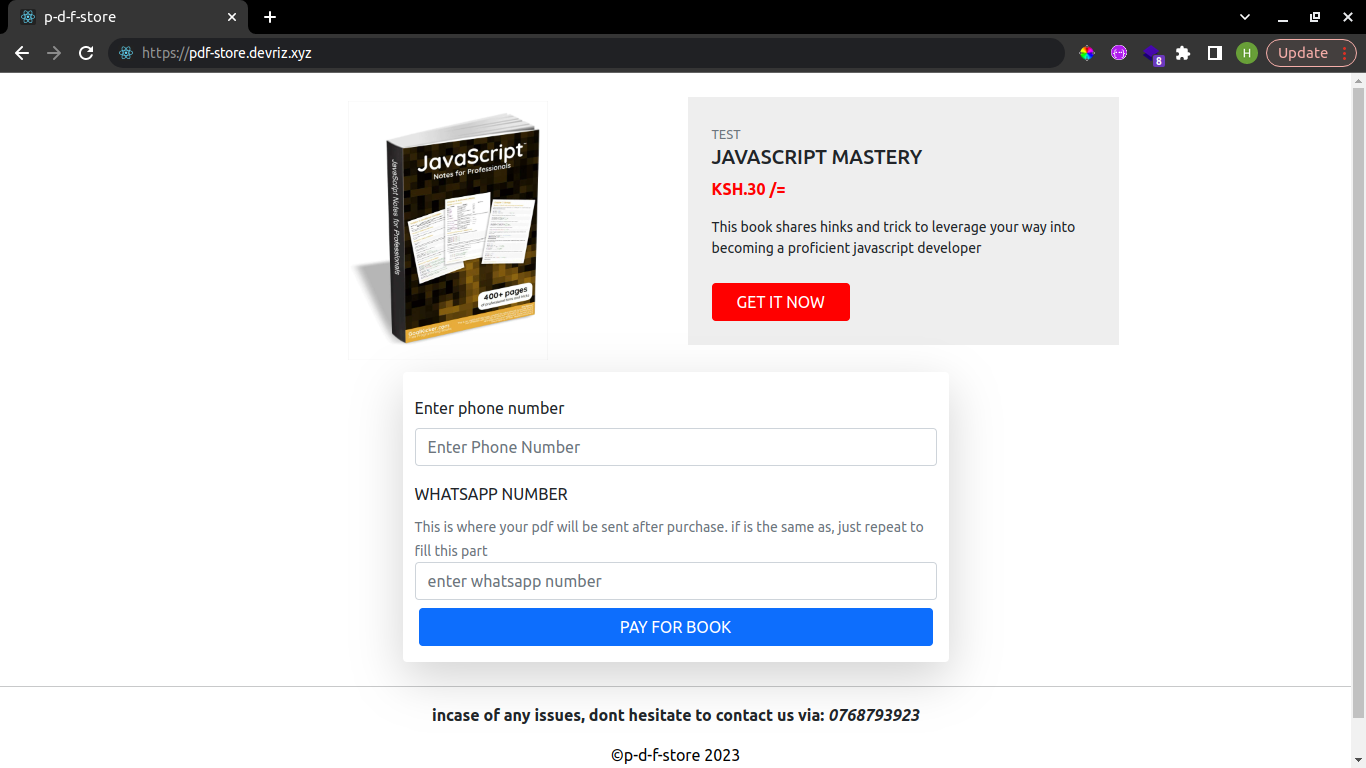 p-d-f-store
https://pdf-store.devriz.xyz
8
H
Update
JavaScript
Notes for Professionals
JavaScript Notes for Professionals
400+ pages
TEST
JAVASCRIPT MASTERY
KSH.30 /=
This book shares hinks and trick to leverage your way into
becoming a proficient javascript developer
GET IT NOW
Enter phone number
Enter Phone Number
WHATSAPP NUMBER
This is where your pdf will be sent after purchase. if is the same as, just repeat to
fill this part
enter whatsapp number
PAY FOR BOOK
incase of any issues, dont hesitate to contact us via: 0768793923
©p-d-f-store 2023